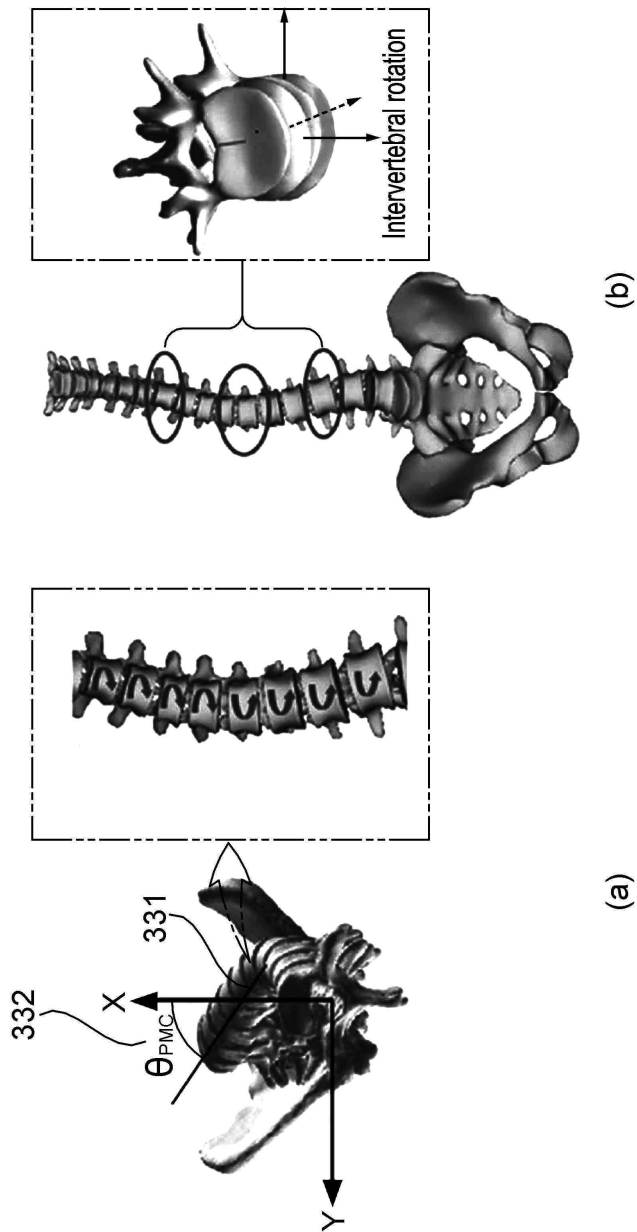 332
X
θPMC
331
Y
(a)
Intervertebral rotation
(b)